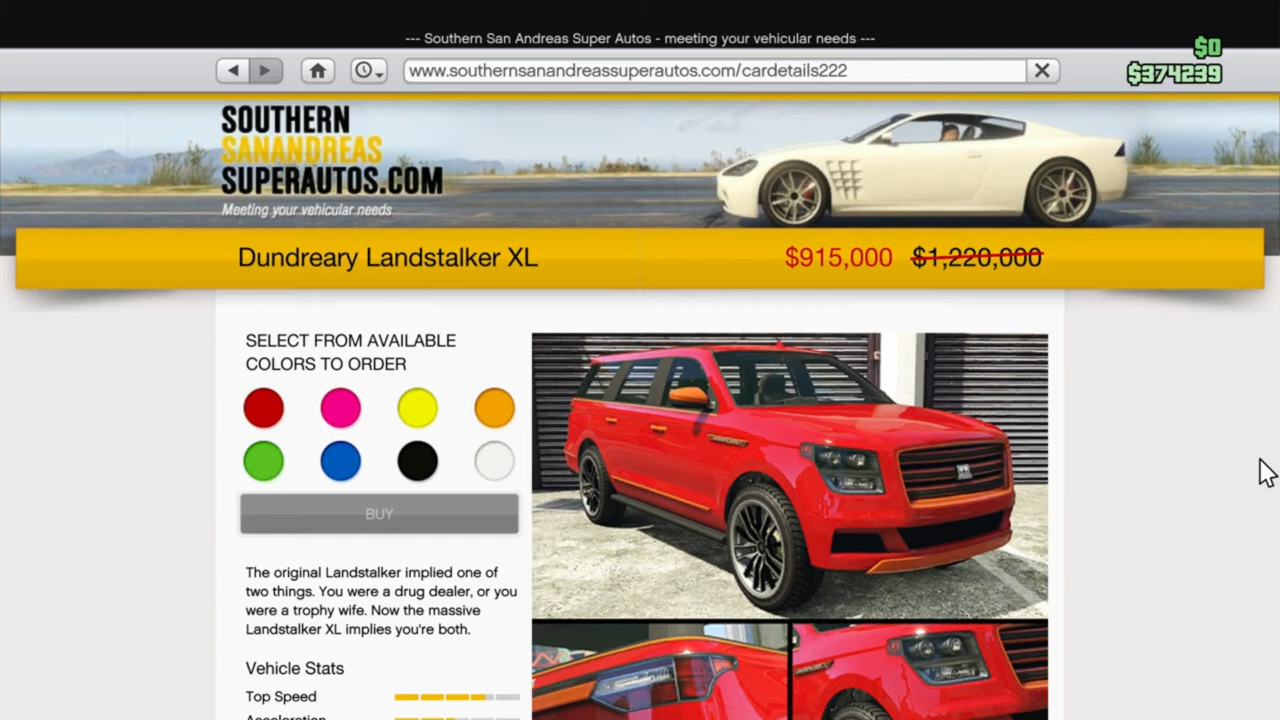 --- Southern San Andreas Super Autos - meeting your vehicular needs ---
$0
$374239
www.southernsanandreassuperautos.com/cardetails222
SOUTHERN
SANANDREAS
SUPERAUTOS.COM
Meeting your vehicular needs
Dundreary Landstalker XL $915,000 $1,220,000
SELECT FROM AVAILABLE
COLORS TO ORDER
BUY
The original Landstalker implied one of
two things. You were a drug dealer, or you
were a trophy wife. Now the massive
Landstalker XL implies you're both.
Vehicle Stats
Top Speed
Acceleration